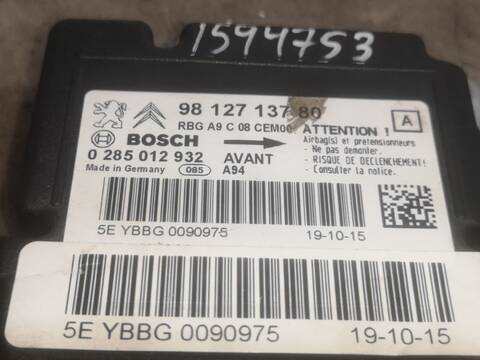 1594753
98 127 137 80
A
RBG A9 C 08 CEM00
ATTENTION !
Airbag(s) et pretensionneurs
- Ne pas demonter.
- RISQUE DE DECLENCHEMENT!
- Consulter la notice.
BOSCH
0 285 012 932 AVANT
Made in Germany 085 A94
5E YBBG 0090975 19-10-15
5E YBBG 0090975 19-10-15